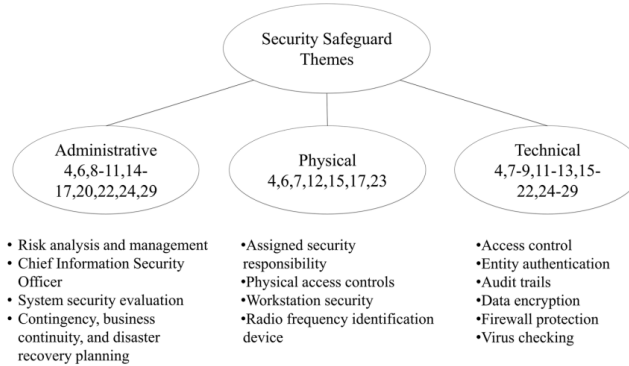 Security Safeguard
Themes
Administrative
4,6,8-11,14-
17,20,22,24,29
Physical
4,6,7,12,15,17,23
Technical
4,7-9,11-13,15-
22,24-29
• Risk analysis and management
• Chief Information Security
Officer
• System security evaluation
• Contingency, business
continuity, and disaster
recovery planning
•Assigned security
responsibility
•Physical access controls
•Workstation security
•Radio frequency identification
device
•Access control
•Entity authentication
•Audit trails
•Data encryption
•Firewall protection
•Virus checking